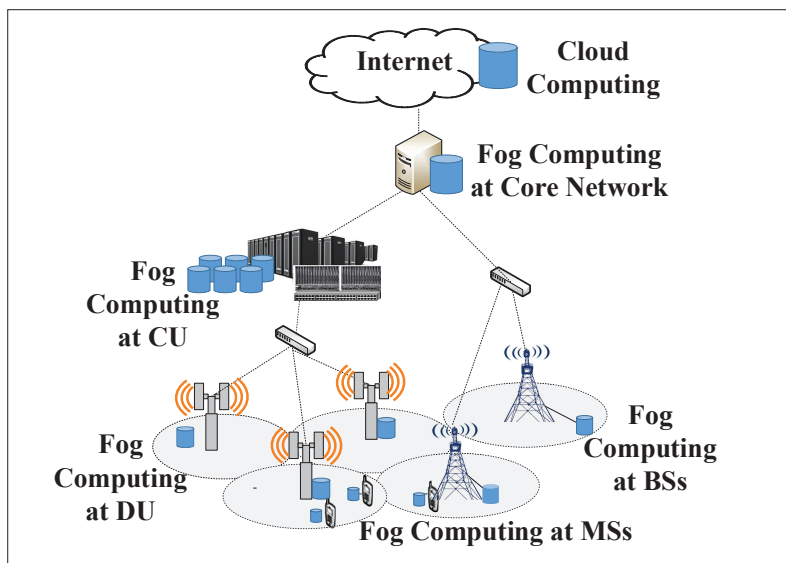 Internet
Cloud
Computing
Fog Computing
at Core Network
Fog
Computing
at CU
Fog
Computing
at DU
Fog
Computing
at BSs
Fog Computing at MSs